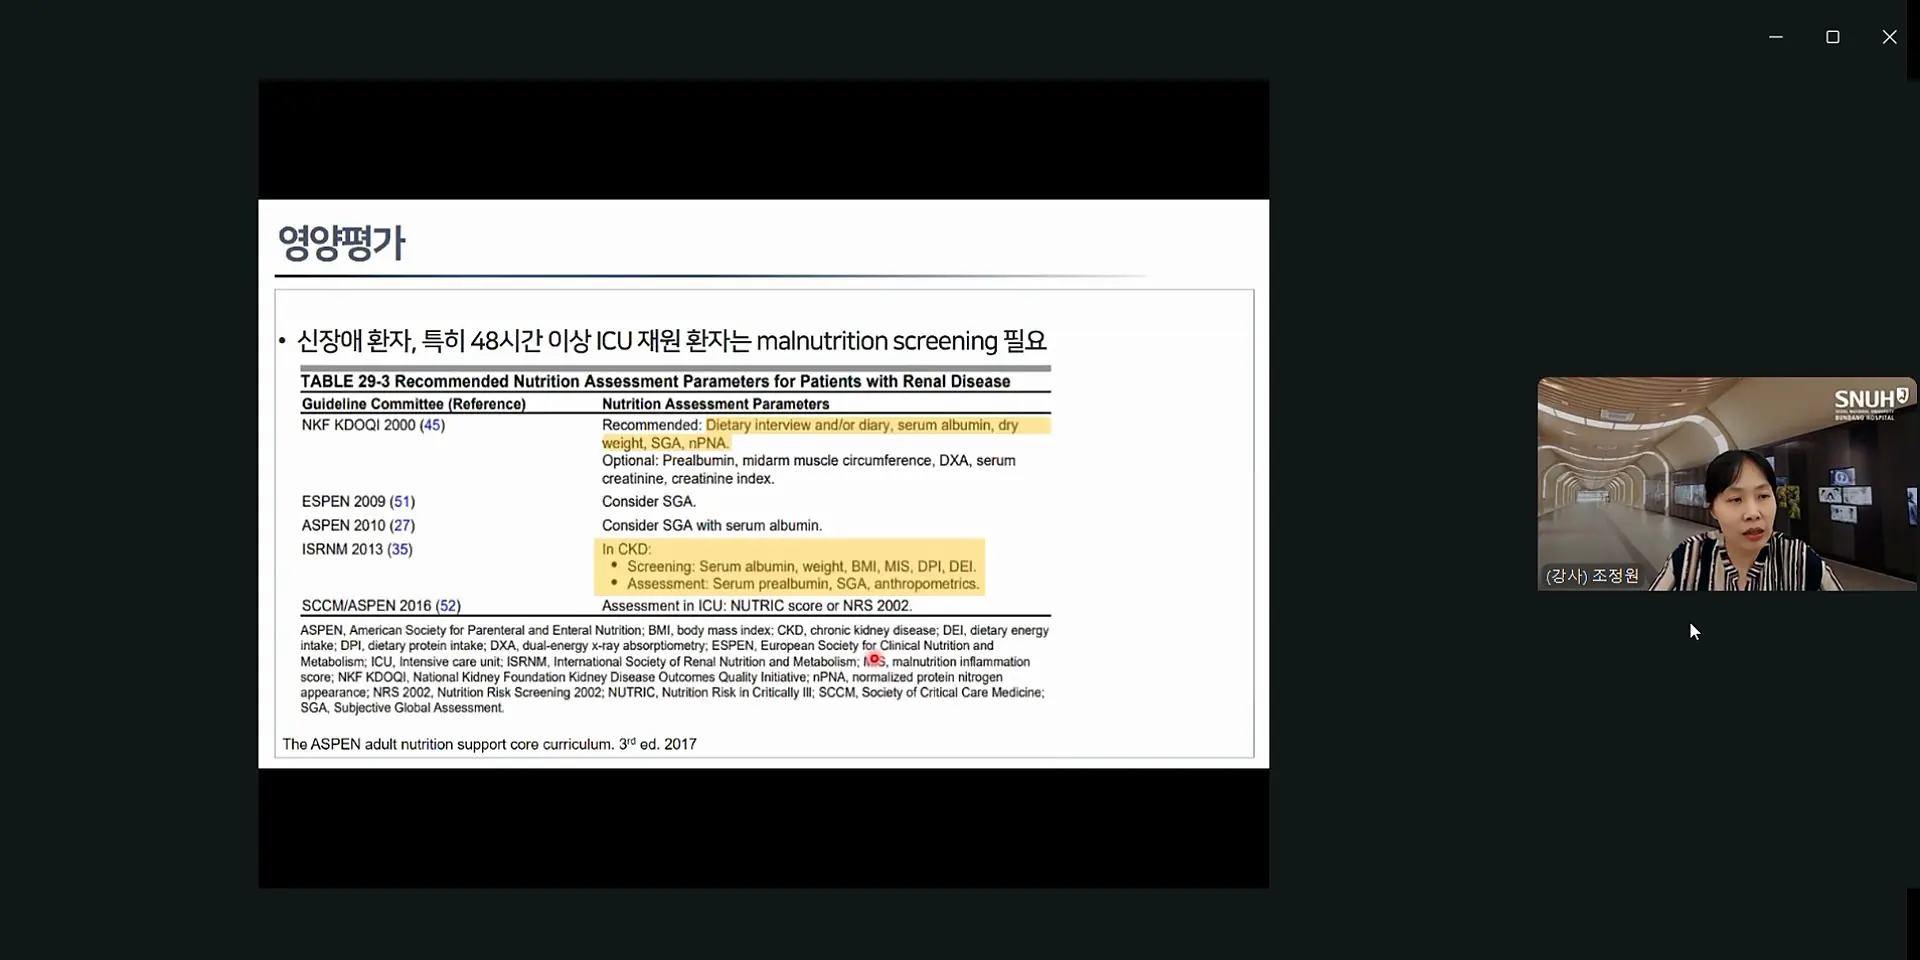 영양평가
• 신장애 환자, 특히 48시간 이상 ICU 재원 환자는 malnutrition screening 필요
TABLE 29-3 Recommended Nutrition Assessment Parameters for Patients with Renal Disease
Guideline Committee (Reference) Nutrition Assessment Parameters
NKF KDOQI 2000 (45) Recommended: Dietary interview and/or diary, serum albumin, dry
weight, SGA, nPNA.
Optional: Prealbumin, midarm muscle circumference, DXA, serum
creatinine, creatinine index.
ESPEN 2009 (51) Consider SGA.
ASPEN 2010 (27) Consider SGA with serum albumin.
ISRNM 2013 (35) In CKD:
• Screening: Serum albumin, weight, BMI, MIS, DPI, DEI.
• Assessment: Serum prealbumin, SGA, anthropometrics.
SCCM/ASPEN 2016 (52) Assessment in ICU: NUTRIC score or NRS 2002.
ASPEN, American Society for Parenteral and Enteral Nutrition; BMI, body mass index; CKD, chronic kidney disease; DEI, dietary energy
intake; DPI, dietary protein intake; DXA, dual-energy x-ray absorptiometry; ESPEN, European Society for Clinical Nutrition and
Metabolism; ICU, Intensive care unit; ISRNM, International Society of Renal Nutrition and Metabolism; MIS, malnutrition inflammation
score; NKF KDOQI, National Kidney Foundation Kidney Disease Outcomes Quality Initiative; nPNA, normalized protein nitrogen
appearance; NRS 2002, Nutrition Risk Screening 2002; NUTRIC, Nutrition Risk in Critically Ill; SCCM, Society of Critical Care Medicine;
SGA, Subjective Global Assessment.
The ASPEN adult nutrition support core curriculum. 3rd ed. 2017
SNUH
SEOUL NATIONAL UNIVERSITY
BUNDANG HOSPITAL
(강사) 조정원